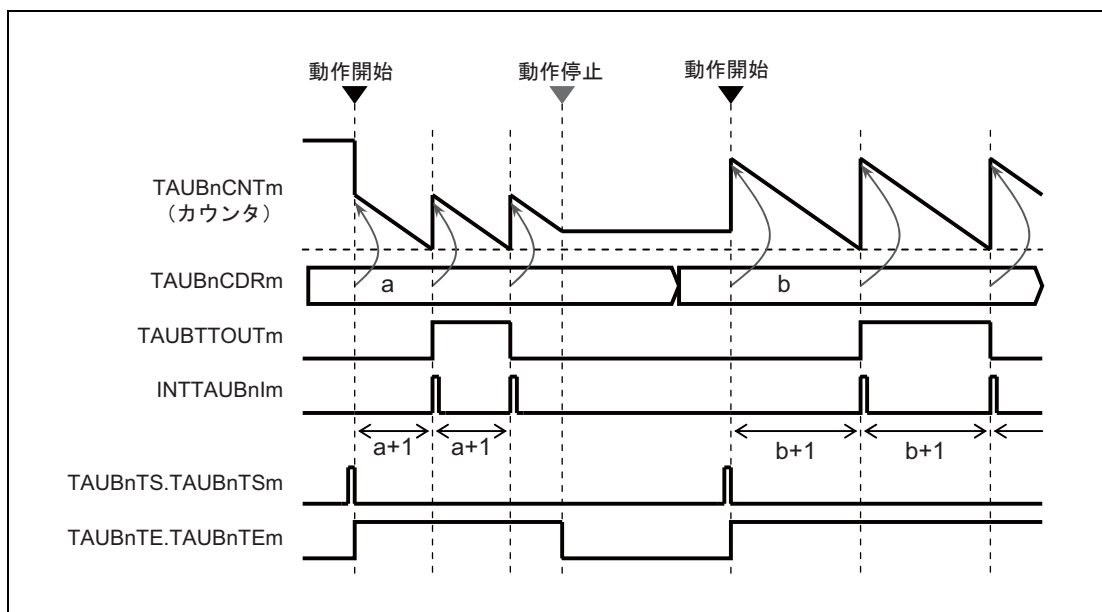 動作開始
動作停止
動作開始
TAUBnCNTm
（カウンタ）
TAUBnCDRm
a
b
TAUBTTOUTm
INTTAUBnIm
a+1
a+1
b+1
b+1
TAUBnTS.TAUBnTSm
TAUBnTE.TAUBnTEm